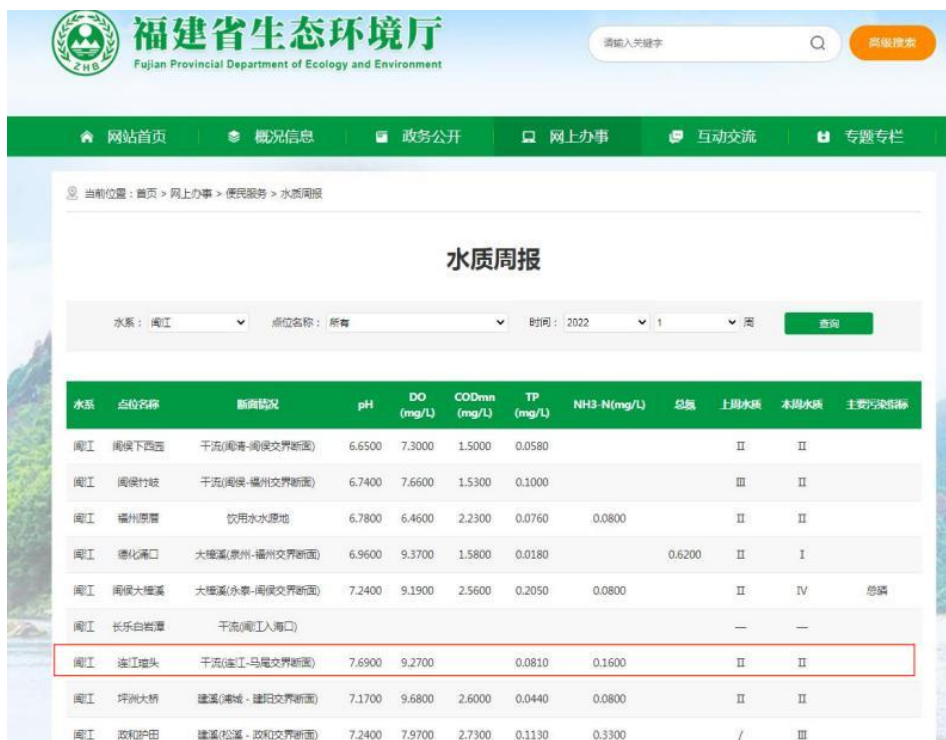 福建省生态环境厅
Fujian Provincial Department of Ecology and Environment
ZHB
请输入关键字
高级搜索
网站首页 概况信息 政务公开 网上办事 互动交流 专题专栏
当前位置：首页 > 网上办事 > 便民服务 > 水质周报
水质周报
水系： 闽江 点位名称： 所有 时间： 2022 1 周 查询
水系 点位名称 断面情况 pH DO (mg/L) CODmn (mg/L) TP (mg/L) NH3-N(mg/L) 总氮 上周水质 本周水质 主要污染指标
闽江 闽侯下西园 干流(闽清-闽侯交界断面) 6.6500 7.3000 1.5000 0.0580 II II
闽江 闽侯竹岐 干流(闽侯-福州交界断面) 6.7400 7.6600 1.5300 0.1000 III II
闽江 福州原厝 饮用水水源地 6.7800 6.4600 2.2300 0.0760 0.0800 II II
闽江 德化涌口 大樟溪(泉州-福州交界断面) 6.9600 9.3700 1.5800 0.0180 0.6200 II I
闽江 闽侯大樟溪 大樟溪(永泰-闽侯交界断面) 7.2400 9.1900 2.5600 0.2050 0.0800 II IV 总磷
闽江 长乐白岩潭 干流(闽江入海口) — —
闽江 连江琯头 干流(连江-马尾交界断面) 7.6900 9.2700 0.0810 0.1600 II II
闽江 坪洲大桥 建溪(浦城 - 建阳交界断面) 7.1700 9.6800 2.6000 0.0440 0.0800 II II
闽江 政和护田 建溪(松溪 - 政和交界断面) 7.2400 7.9700 2.7300 0.1130 0.3300 / III